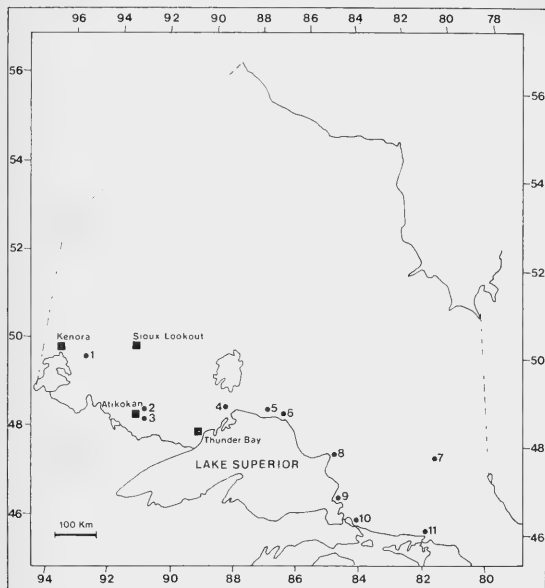 96 94 92 90 88 86 84 82 80 78
56 56
54 54
52 52
50 50
Kenora Sioux Lookout
1
Atikokan 2
3
4 5 6
48 48
Thunder Bay
7
8
LAKE SUPERIOR
9
10
11
46 46
100 Km
94 92 90 88 86 84 82 80